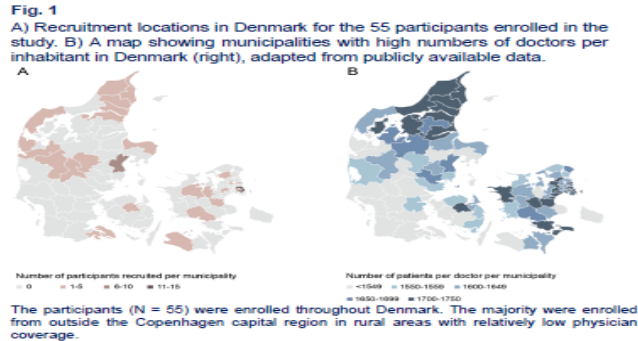 Fig. 1
A) Recruitment locations in Denmark for the 55 participants enrolled in the
study. B) A map showing municipalities with high numbers of doctors per
inhabitant in Denmark (right), adapted from publicly available data.
A B
Number of participants recruited per municipality
0 1-5 6-10 11-15
Number of patients per doctor per municipality
<1549 1550-1559 1600-1649
1650-1699 1700-1750
The participants (N = 55) were enrolled throughout Denmark. The majority were enrolled
from outside the Copenhagen capital region in rural areas with relatively low physician
coverage.